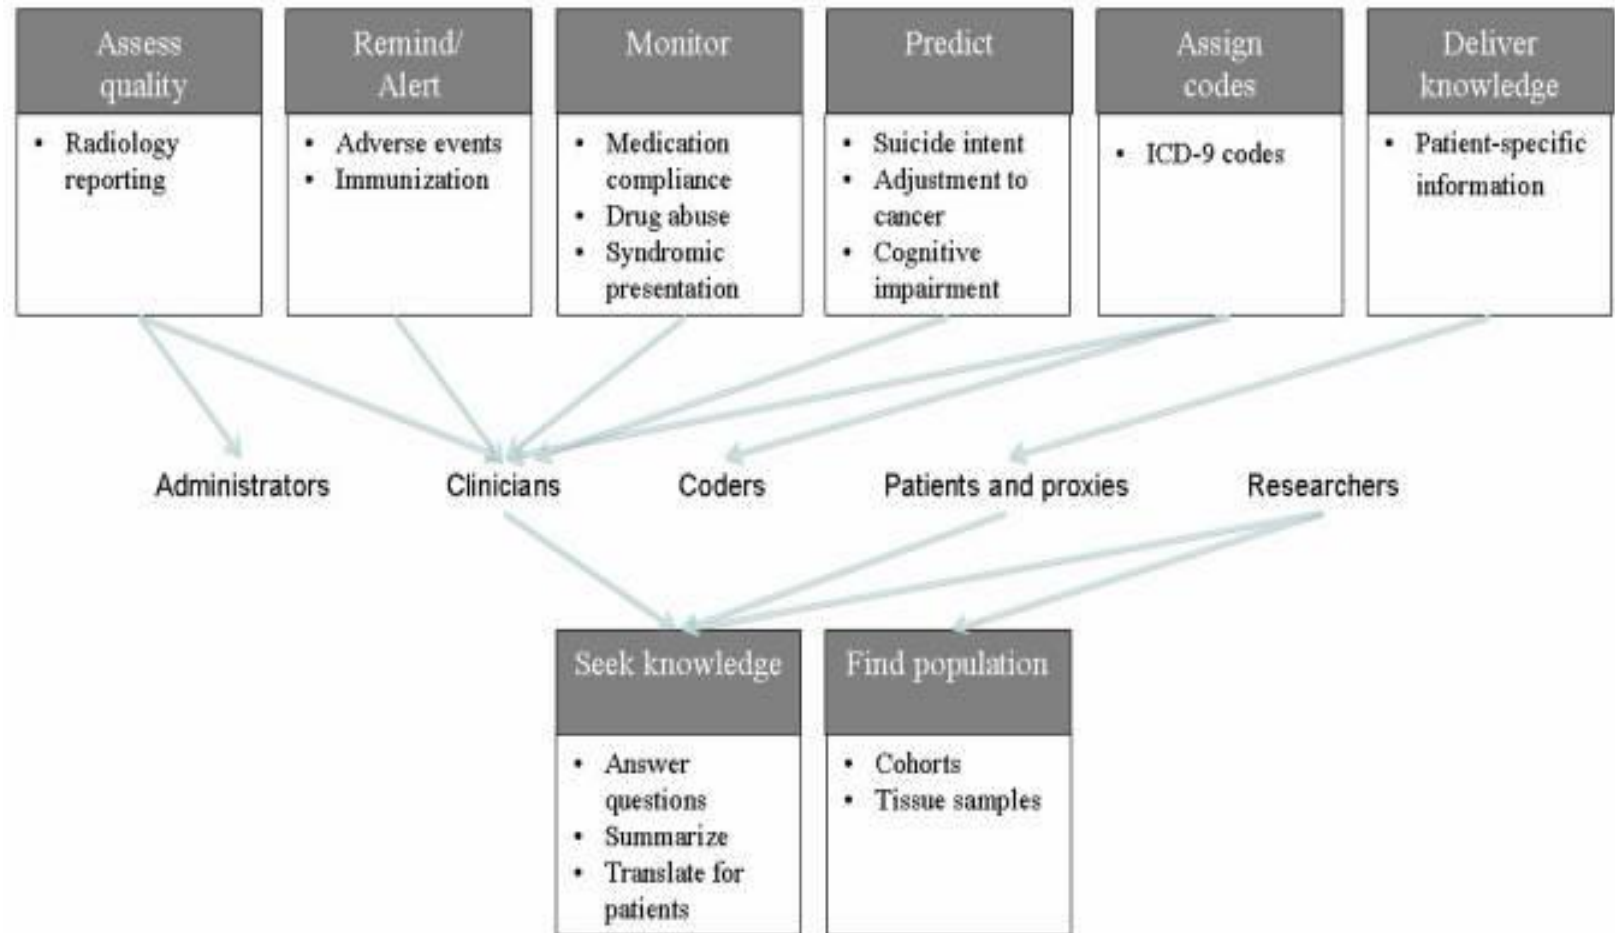 Assess
quality
• Radiology
reporting
Remind/
Alert
• Adverse events
• Immunization
Monitor
• Medication
compliance
• Drug abuse
• Syndromic
presentation
Predict
• Suicide intent
• Adjustment to
cancer
• Cognitive
impairment
Assign
codes
• ICD-9 codes
Deliver
knowledge
• Patient-specific
information
Administrators
Clinicians
Coders
Patients and proxies
Researchers
Seek knowledge
• Answer
questions
• Summarize
• Translate for
patients
Find population
• Cohorts
• Tissue samples